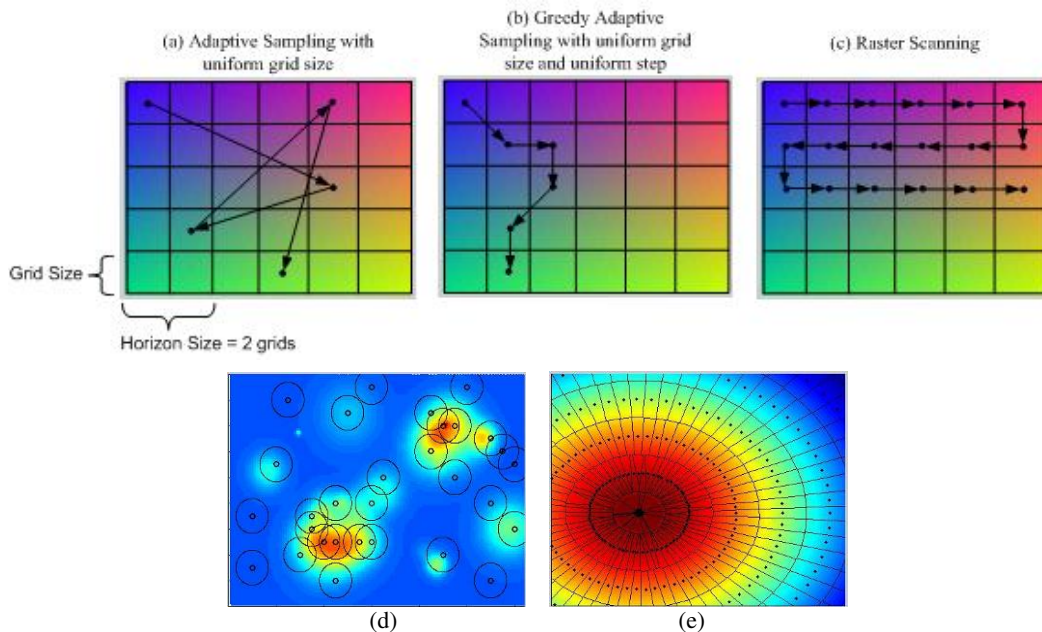 (a) Adaptive Sampling with
uniform grid size
(b) Greedy Adaptive
Sampling with uniform grid
size and uniform step
(c) Raster Scanning
Grid Size
Horizon Size = 2 grids
(d)
(e)